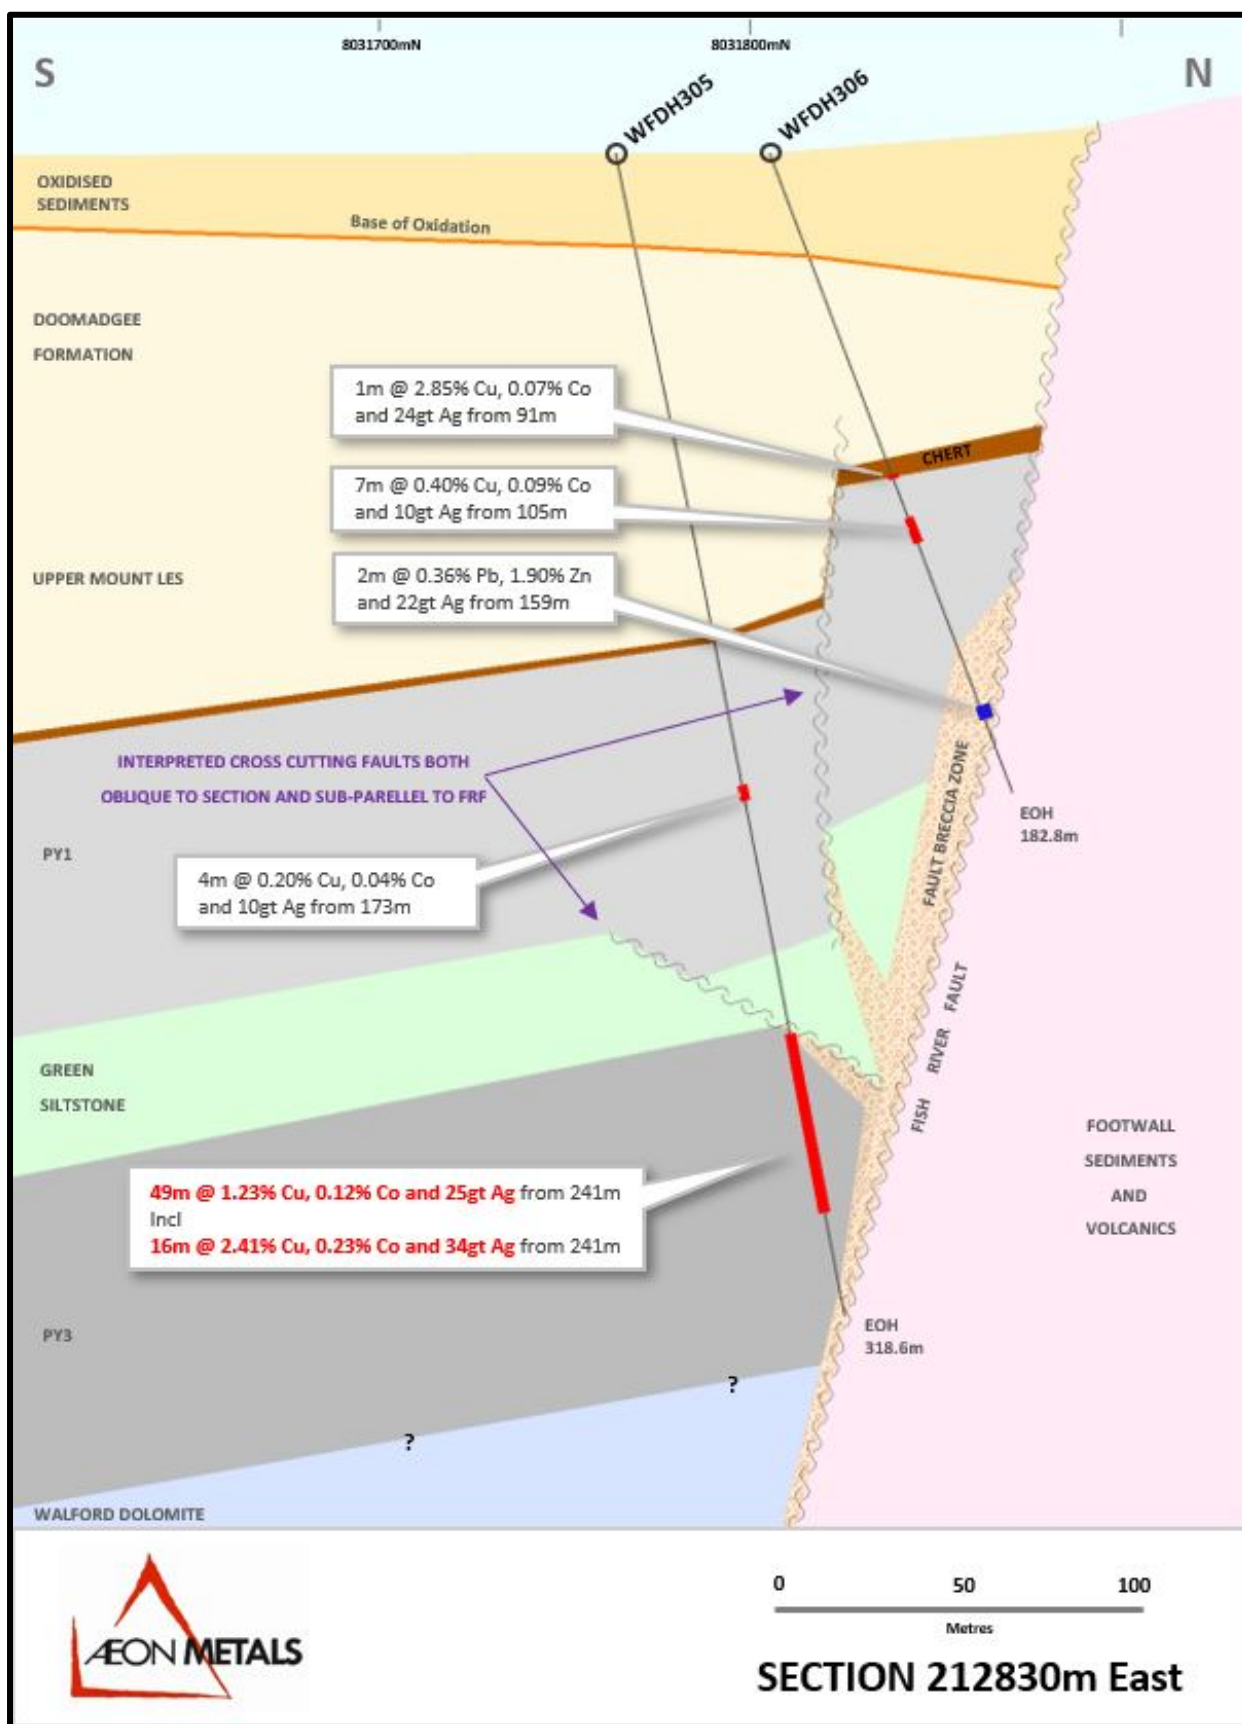 8031700mN
8031800mN
S
N
WFDH305
WFDH306
OXIDISED
SEDIMENTS
Base of Oxidation
DOOMADGEE
FORMATION
1m @ 2.85% Cu, 0.07% Co
and 24gt Ag from 91m
CHERT
7m @ 0.40% Cu, 0.09% Co
and 10gt Ag from 105m
UPPER MOUNT LES
2m @ 0.36% Pb, 1.90% Zn
and 22gt Ag from 159m
INTERPRETED CROSS CUTTING FAULTS BOTH
OBLIQUE TO SECTION AND SUB-PARELLEL TO FRF
EOH
182.8m
FAULT BRECCIA ZONE
PY1
4m @ 0.20% Cu, 0.04% Co
and 10gt Ag from 173m
FISH RIVER FAULT
GREEN
SILTSTONE
FOOTWALL
SEDIMENTS
AND
VOLCANICS
49m @ 1.23% Cu, 0.12% Co and 25gt Ag from 241m
Incl
16m @ 2.41% Cu, 0.23% Co and 34gt Ag from 241m
PY3
EOH
318.6m
?
?
WALFORD DOLOMITE
ÆON METALS
0 50 100
Metres
SECTION 212830m East